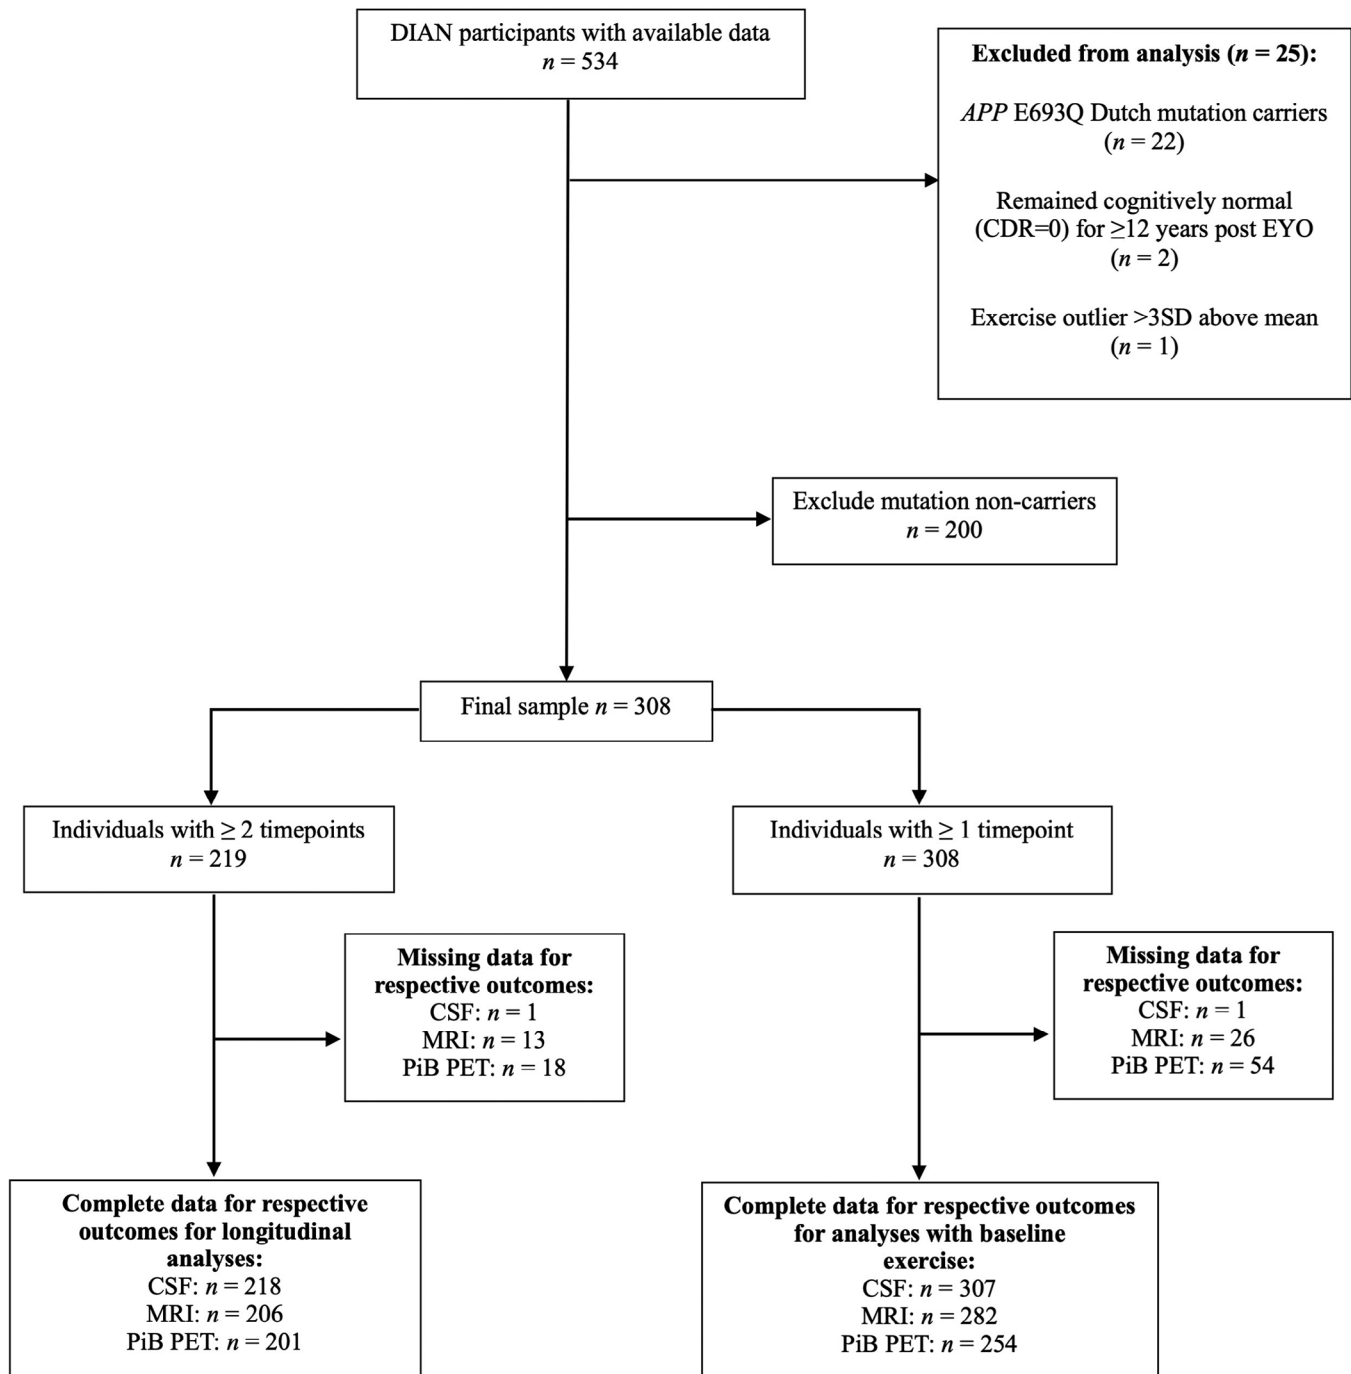 DIAN participants with available data
n = 534
Excluded from analysis (n = 25):
APP E693Q Dutch mutation carriers
(n = 22)
Remained cognitively normal
(CDR=0) for ≥12 years post EYO
(n = 2)
Exercise outlier >3SD above mean
(n = 1)
Exclude mutation non-carriers
n = 200
Final sample n = 308
Individuals with ≥ 2 timepoints
n = 219
Missing data for
respective outcomes:
CSF: n = 1
MRI: n = 13
PiB PET: n = 18
Complete data for respective
outcomes for longitudinal
analyses:
CSF: n = 218
MRI: n = 206
PiB PET: n = 201
Individuals with ≥ 1 timepoint
n = 308
Missing data for
respective outcomes:
CSF: n = 1
MRI: n = 26
PiB PET: n = 54
Complete data for respective outcomes
for analyses with baseline
exercise:
CSF: n = 307
MRI: n = 282
PiB PET: n = 254